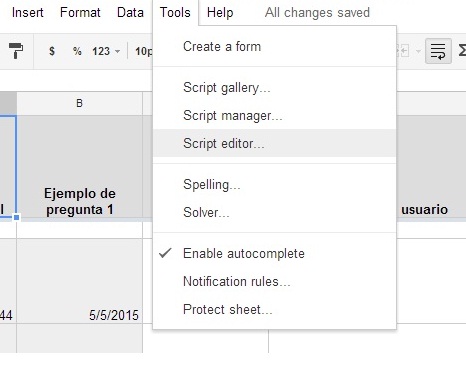 Insert Format Data Tools Help All changes saved
$ % 123 10p
Create a form
Script gallery...
Script manager...
Script editor...
B
Ejemplo de
pregunta 1
l
usuario
Spelling...
Solver...
Enable autocomplete
Notification rules...
Protect sheet...
44 5/5/2015